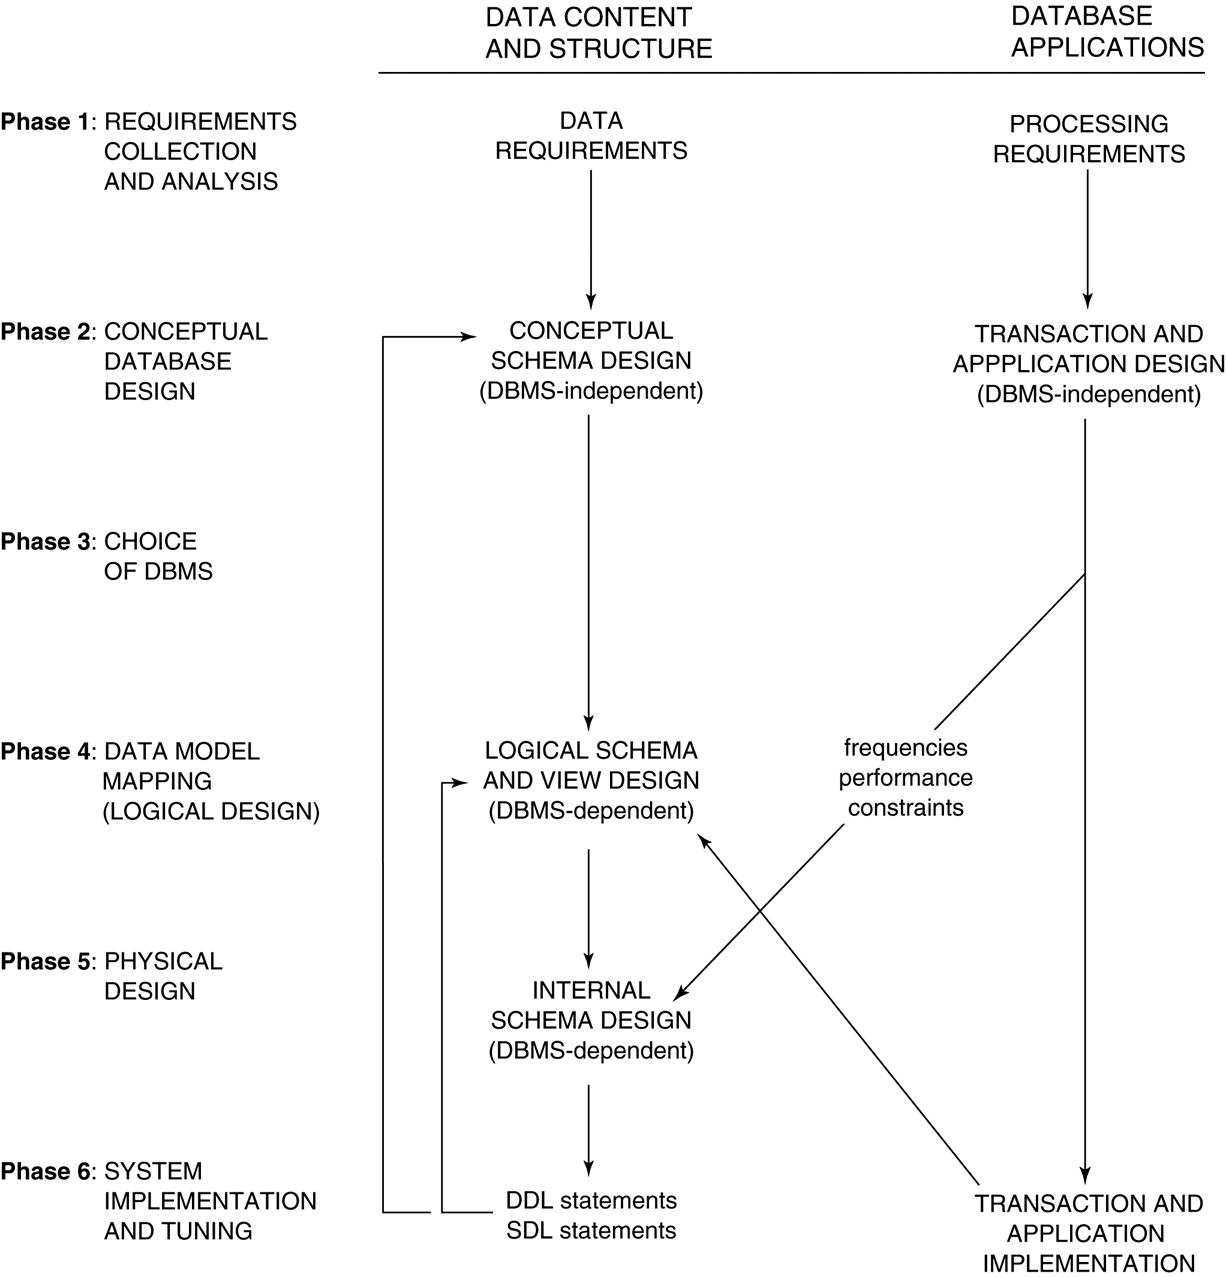 DATA CONTENT
AND STRUCTURE
DATABASE
APPLICATIONS
Phase 1: REQUIREMENTS
COLLECTION
AND ANALYSIS
DATA
REQUIREMENTS
PROCESSING
REQUIREMENTS
Phase 2: CONCEPTUAL
DATABASE
DESIGN
CONCEPTUAL
SCHEMA DESIGN
(DBMS-independent)
TRANSACTION AND
APPPLICATION DESIGN
(DBMS-independent)
Phase 3: CHOICE
OF DBMS
Phase 4: DATA MODEL
MAPPING
(LOGICAL DESIGN)
LOGICAL SCHEMA
AND VIEW DESIGN
(DBMS-dependent)
frequencies
performance
constraints
Phase 5: PHYSICAL
DESIGN
INTERNAL
SCHEMA DESIGN
(DBMS-dependent)
Phase 6: SYSTEM
IMPLEMENTATION
AND TUNING
DDL statements
SDL statements
TRANSACTION AND
APPLICATION
IMPLEMENTATION